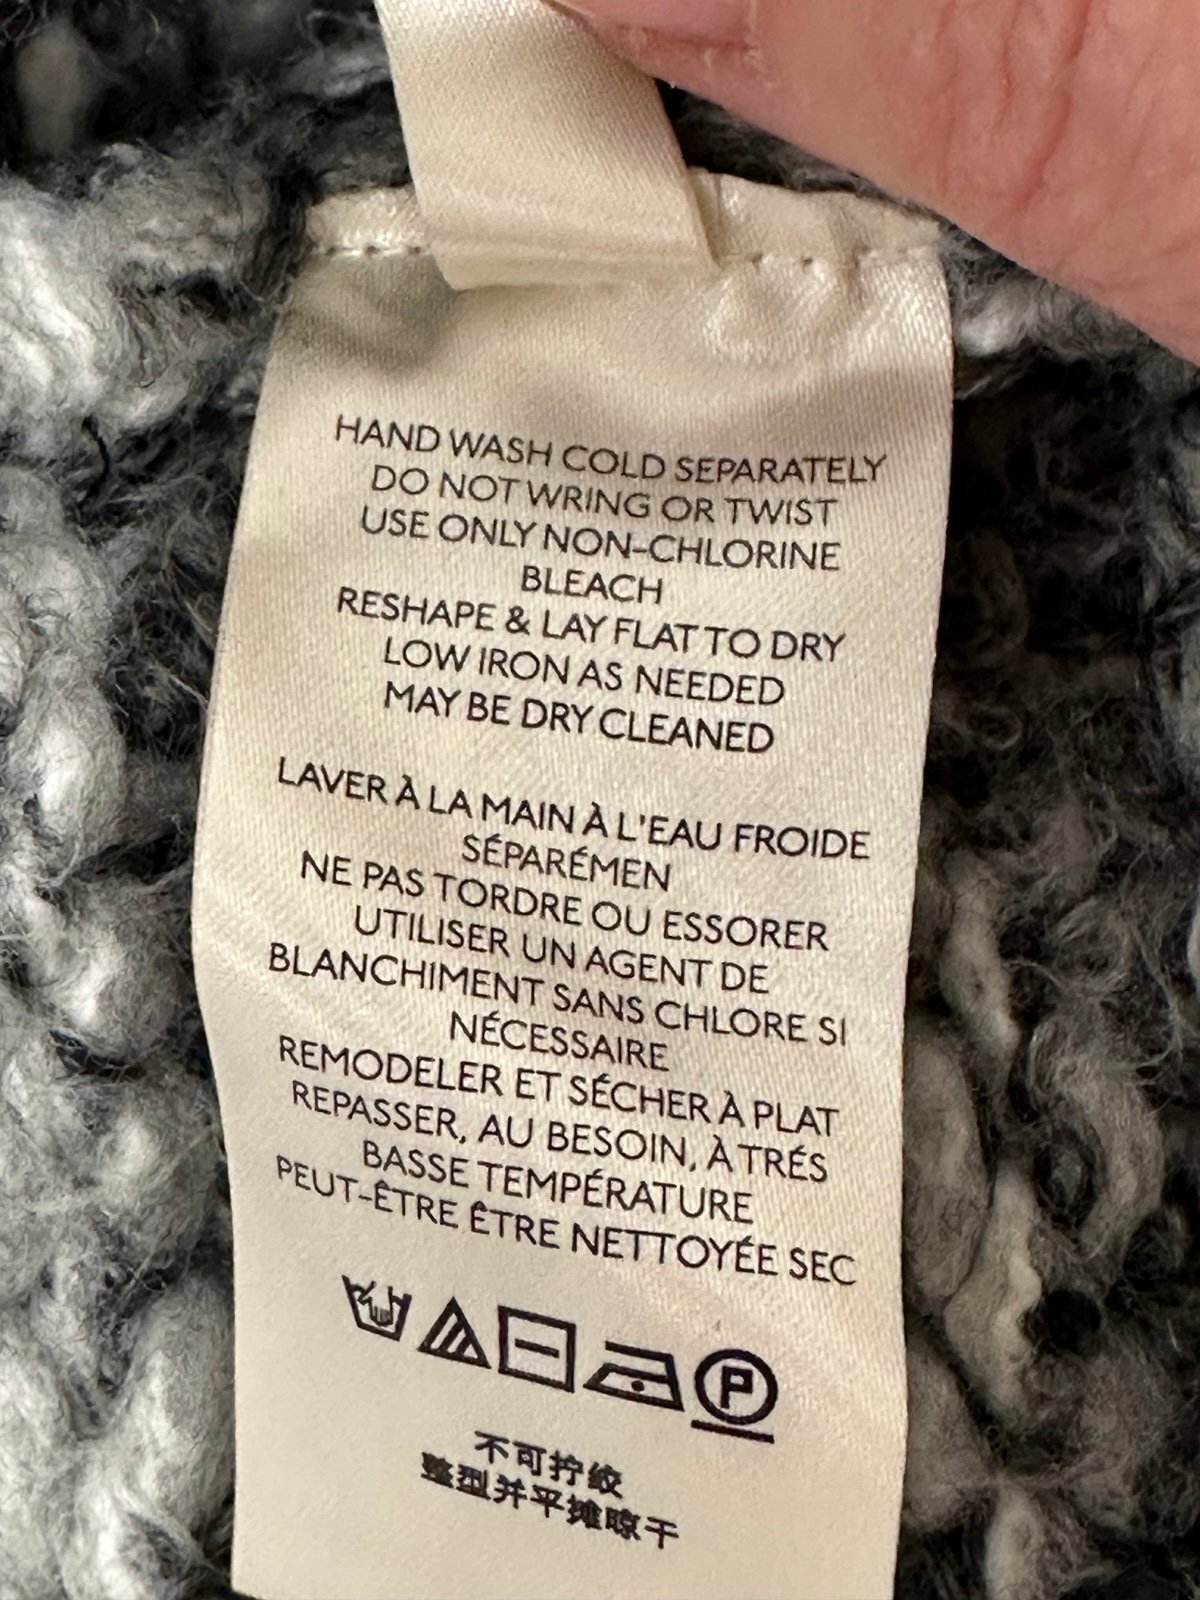 HAND WASH COLD SEPARATELY
DO NOT WRING OR TWIST
USE ONLY NON-CHLORINE
BLEACH
RESHAPE & LAY FLAT TO DRY
LOW IRON AS NEEDED
MAY BE DRY CLEANED
LAVER À LA MAIN À L'EAU FROIDE
SÉPARÉMEN
NE PAS TORDRE OU ESSORER
UTILISER UN AGENT DE
BLANCHIMENT SANS CHLORE SI
NÉCESSAIRE
REMODELER ET SÉCHER À PLAT
REPASSER, AU BESOIN, À TRÉS
BASSE TEMPÉRATURE
PEUT-ÊTRE ÊTRE NETTOYÉE SEC
P
不可拧绞
整型并平摊晾干